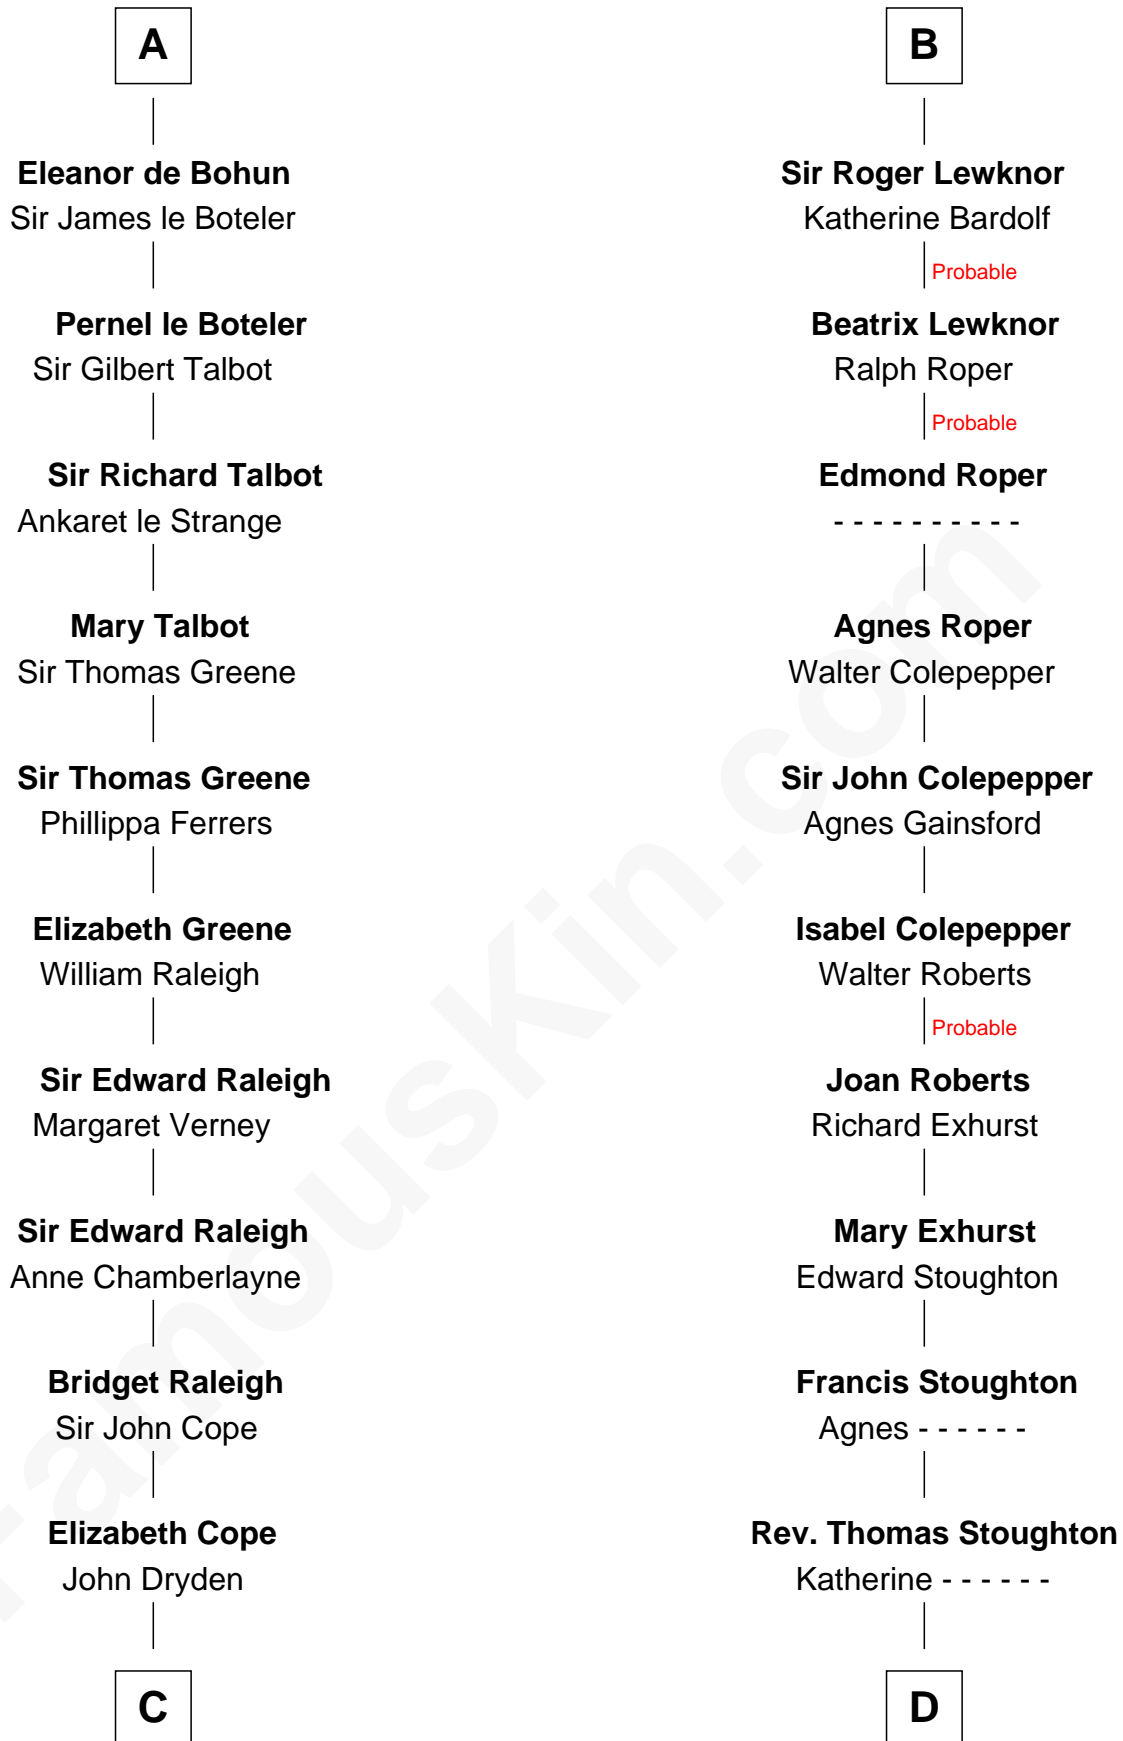 A
Eleanor de Bohun
Sir James le Boteler
Pernel le Boteler
Sir Gilbert Talbot
Sir Richard Talbot
Ankaret le Strange
Mary Talbot
Sir Thomas Greene
Sir Thomas Greene
Phillippa Ferrers
Elizabeth Greene
William Raleigh
Sir Edward Raleigh
Margaret Verney
Sir Edward Raleigh
Anne Chamberlayne
Bridget Raleigh
Sir John Cope
Elizabeth Cope
John Dryden
C
B
Sir Roger Lewknor
Katherine Bardolf
Probable
Beatrix Lewknor
Ralph Roper
Probable
Edmond Roper
- - - - - - - - - -
Agnes Roper
Walter Colepepper
Sir John Colepepper
Agnes Gainsford
Isabel Colepepper
Walter Roberts
Probable
Joan Roberts
Richard Exhurst
Mary Exhurst
Edward Stoughton
Francis Stoughton
Agnes - - - - - -
Rev. Thomas Stoughton
Katherine - - - - - -
D
FamousKin.com